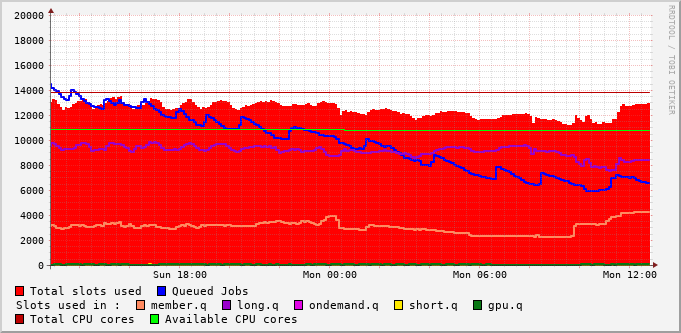 20000
18000
16000
14000
12000
10000
8000
6000
4000
2000
0
Sun 18:00 Mon 00:00 Mon 06:00 Mon 12:00
RRDTOOL / TOBI OETIKER
Total slots used Queued Jobs
Slots used in : member.q long.q ondemand.q short.q gpu.q
Total CPU cores Available CPU cores